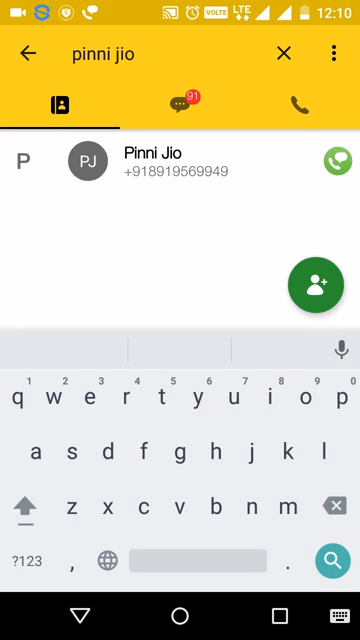 VOLTE LTE 12:10
pinni jio
91
P PJ Pinni Jio
+918919569949
1 2 3 4 5 6 7 8 9 0
q w e r t y u i o p
a s d f g h j k l
z x c v b n m
?123 , .